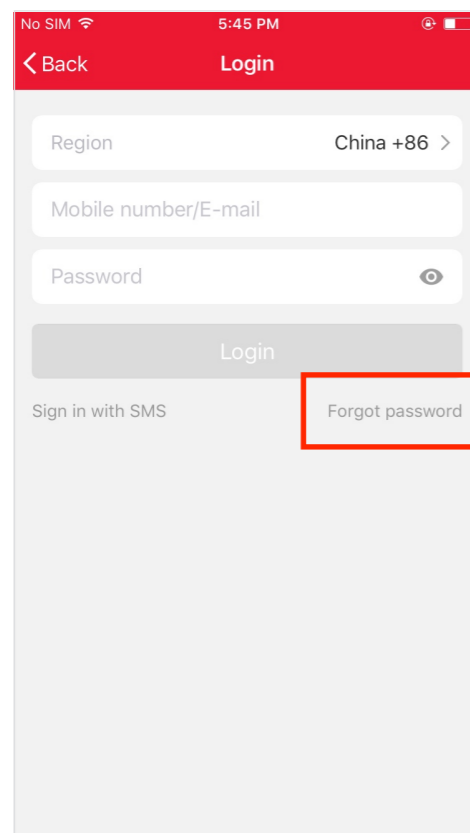 No SIM 5:45 PM
Back Login
Region China +86
Mobile number/E-mail
Password
Login
Sign in with SMS Forgot password